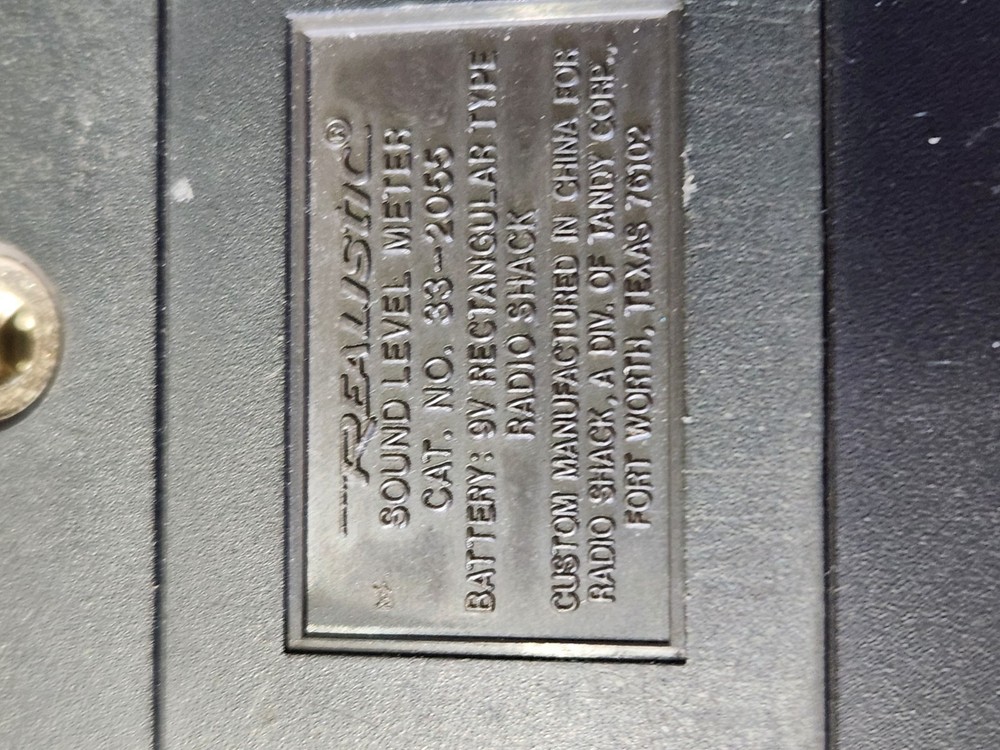 REALISTIC®
SOUND LEVEL METER
CAT. NO. 33-2055
BATTERY: 9V RECTANGULAR TYPE
RADIO SHACK
CUSTOM MANUFACTURED IN CHINA FOR
RADIO SHACK, A DIV. OF TANDY CORP.,
FORT WORTH, TEXAS 76102